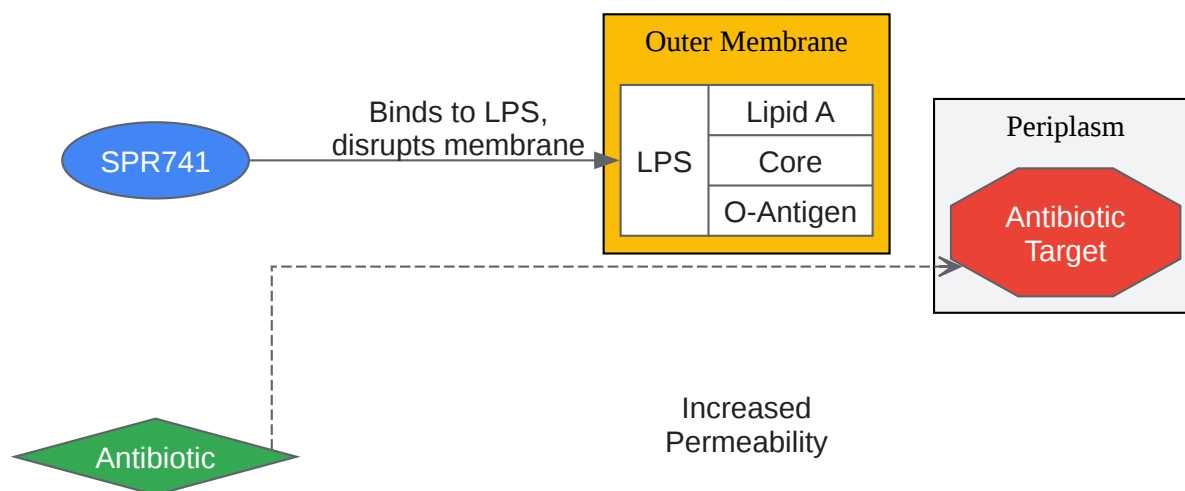 Outer Membrane
Binds to LPS,
disrupts membrane
SPR741
LPS
Lipid A
Core
O-Antigen
Periplasm
Antibiotic
Target
Increased
Permeability
Antibiotic